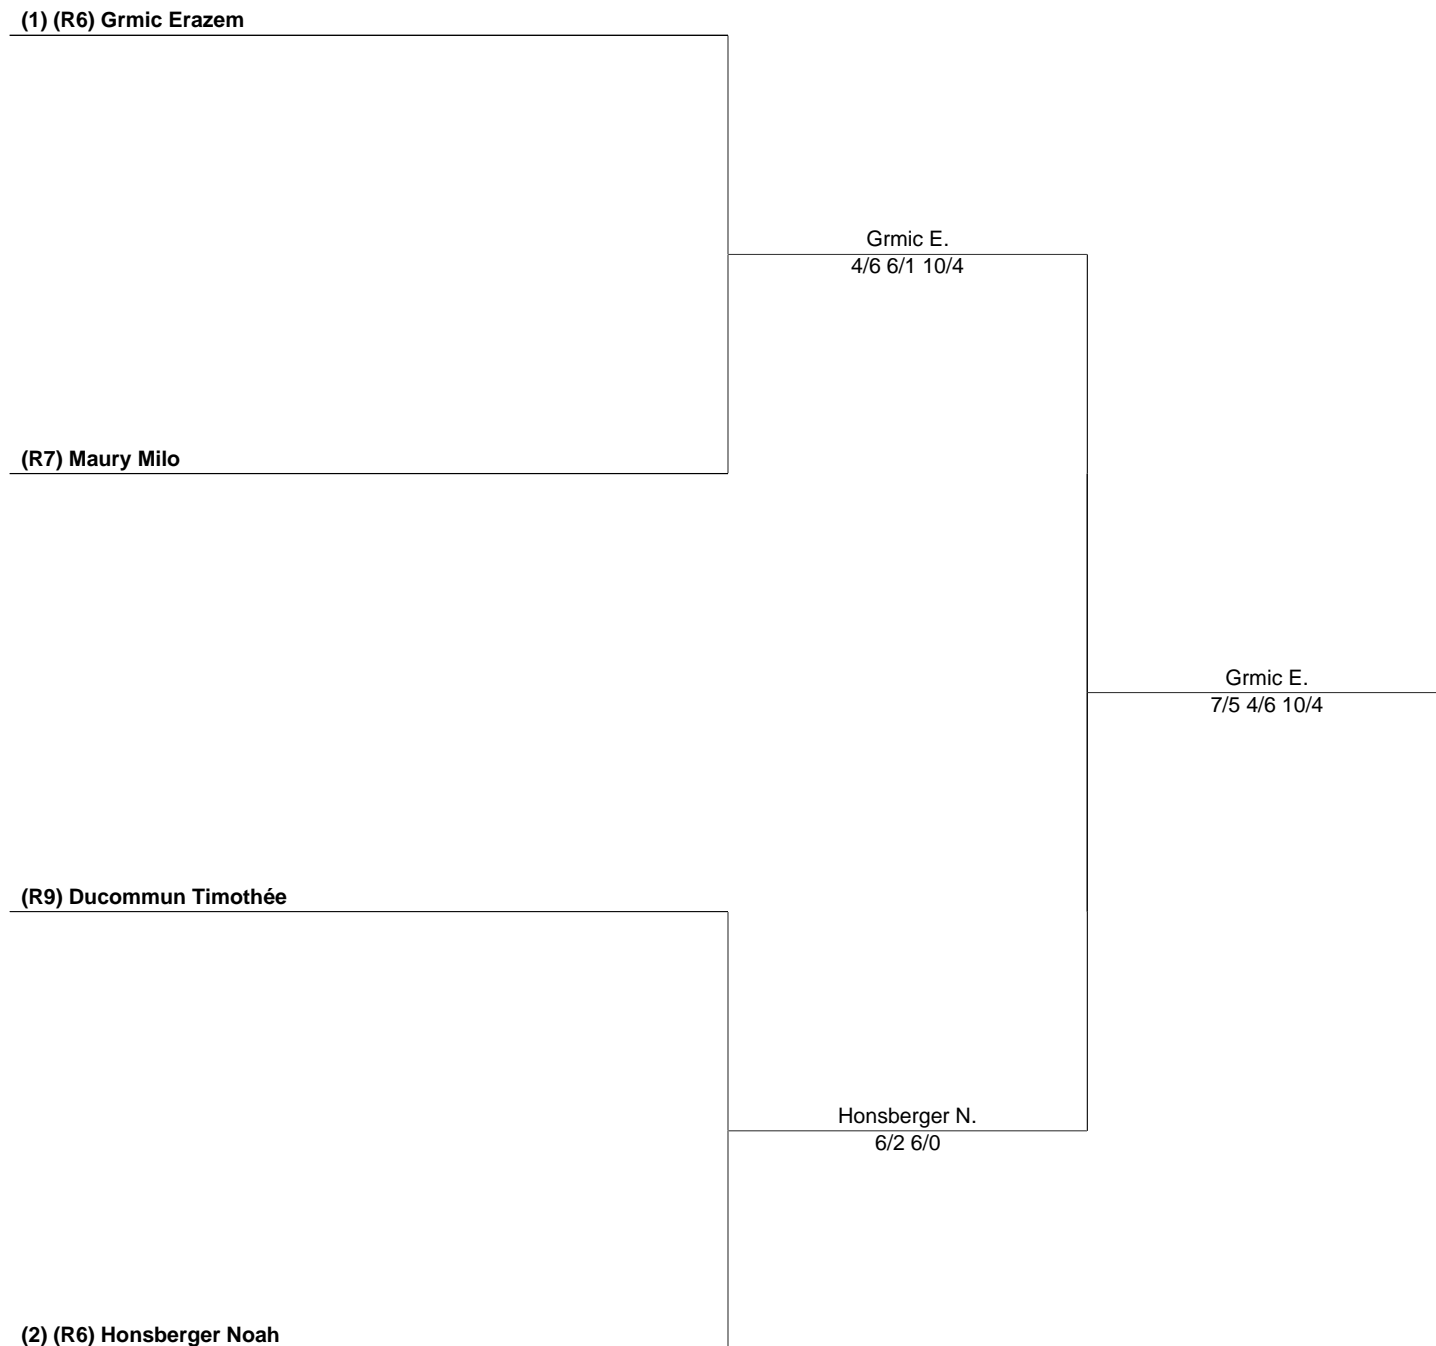 (1) (R6) Grmic Erazem
Grmic E.
4/6 6/1 10/4
(R7) Maury Milo
Grmic E.
7/5 4/6 10/4
(R9) Ducommun Timothée
Honsberger N.
6/2 6/0
(2) (R6) Honsberger Noah